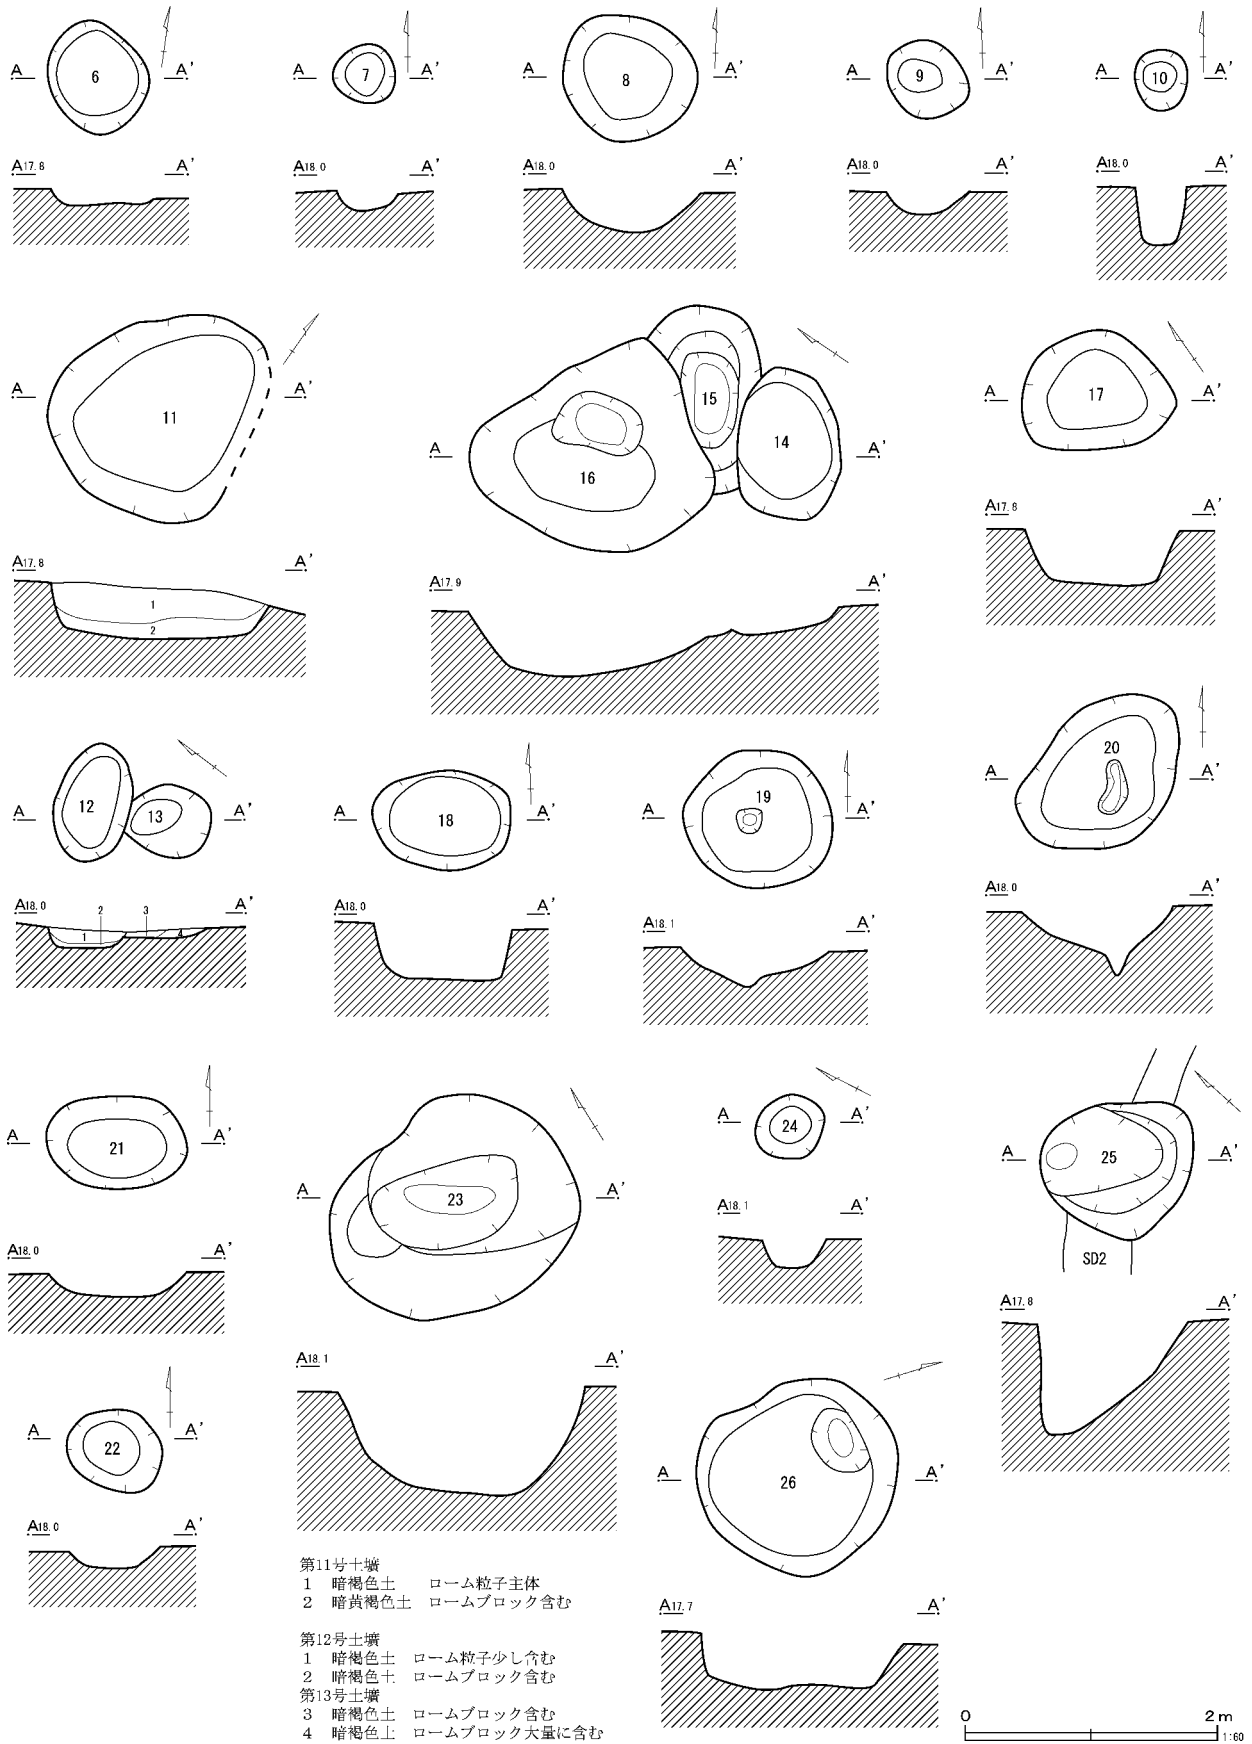 6
A A'
A17.8 A'
7
A A'
A18.0 A'
8
A A'
A18.0 A'
9
A A'
A18.0 A'
10
A A'
A18.0 A'
11
A A'
A17.8 A'
1
2
15
14
16
A A'
A17.9 A'
17
A A'
A17.8 A'
12
13
A A'
A18.0 2 3 A'
1 4
18
A A'
A18.0 A'
19
A A'
A18.1 A'
20
A A'
A18.0 A'
21
A A'
A18.0 A'
23
A A'
A18.1 A'
24
A A'
A18.1 A'
25
A A'
SD2
A17.8 A'
22
A A'
A18.0 A'
26
A A'
A17.7 A'
第11号土壙
1 暗褐色土 ローム粒子主体
2 暗黄褐色土 ロームブロック含む
第12号土壙
1 暗褐色土 ローム粒子少し含む
2 暗褐色土 ロームブロック含む
第13号土壙
3 暗褐色土 ロームブロック含む
4 暗褐色土 ロームブロック大量に含む
0 2m
1:60